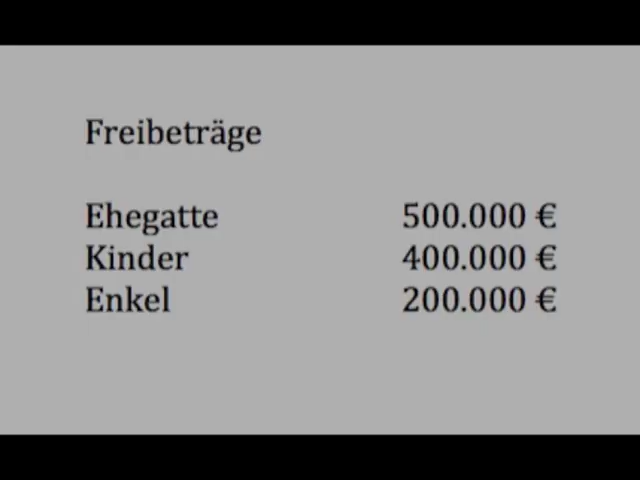 Freibeträge
Ehegatte 500.000 €
Kinder 400.000 €
Enkel 200.000 €